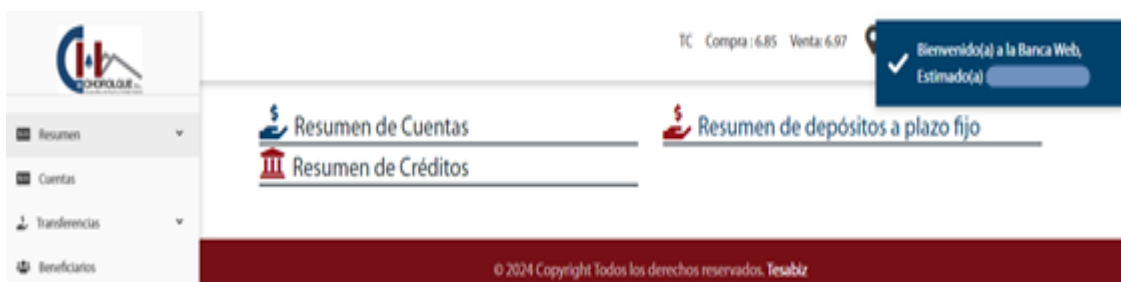 CHOROLQUE
TC Compra : 6.85 Venta: 6.97
Bienvenido(a) a la Banca Web,
Estimado(a)
Resumen
Cuentas
Transferencias
Beneficiarios
Resumen de Cuentas
Resumen de depósitos a plazo fijo
Resumen de Créditos
© 2024 Copyright Todos los derechos reservados. Tesabiz